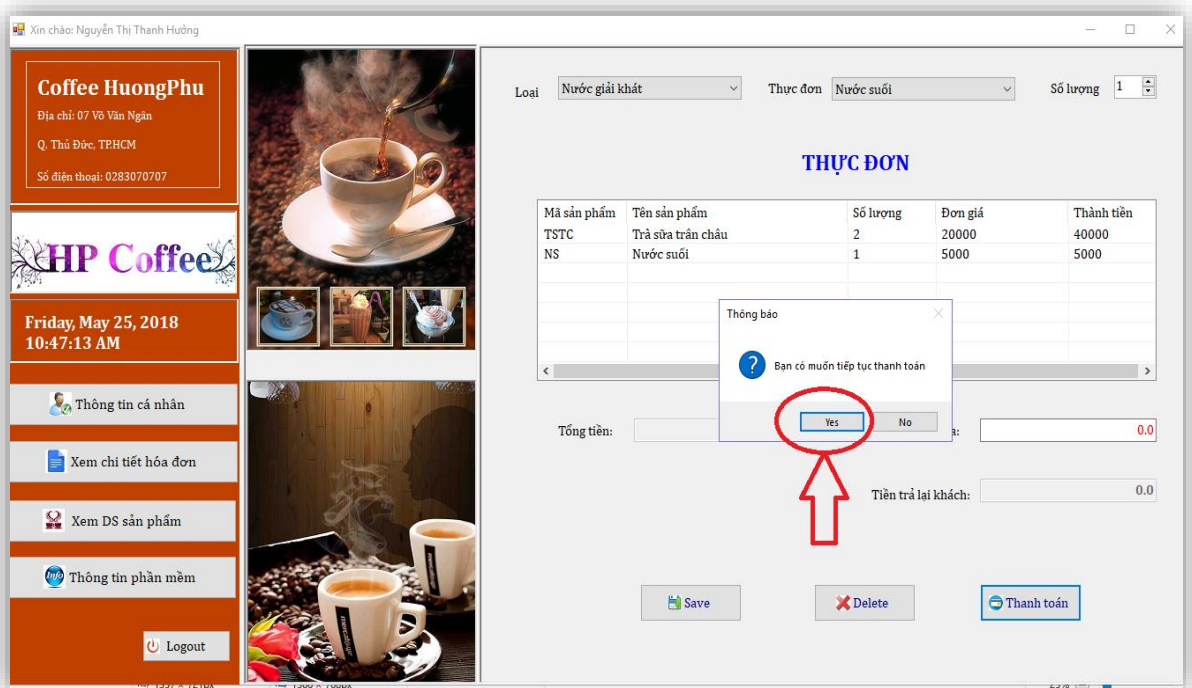 Xin chào: Nguyễn Thị Thanh Hưởng
Coffee HuongPhu
Địa chỉ: 07 Võ Văn Ngân
Q. Thủ Đức, TP.HCM
Số điện thoại: 0283070707
HP Coffee
Friday, May 25, 2018
10:47:13 AM
Thông tin cá nhân
Xem chi tiết hóa đơn
Xem DS sản phẩm
Info Thông tin phần mềm
Logout
Loại Nước giải khát Thực đơn Nước suối Số lượng 1
THỰC ĐƠN
Mã sản phẩm Tên sản phẩm Số lượng Đơn giá Thành tiền
TSTC Trà sữa trân châu 2 20000 40000
NS Nước suối 1 5000 5000
Thông báo
Bạn có muốn tiếp tục thanh toán
Yes No
Tổng tiền: 0.0
Tiền trả lại khách: 0.0
Save Delete Thanh toán